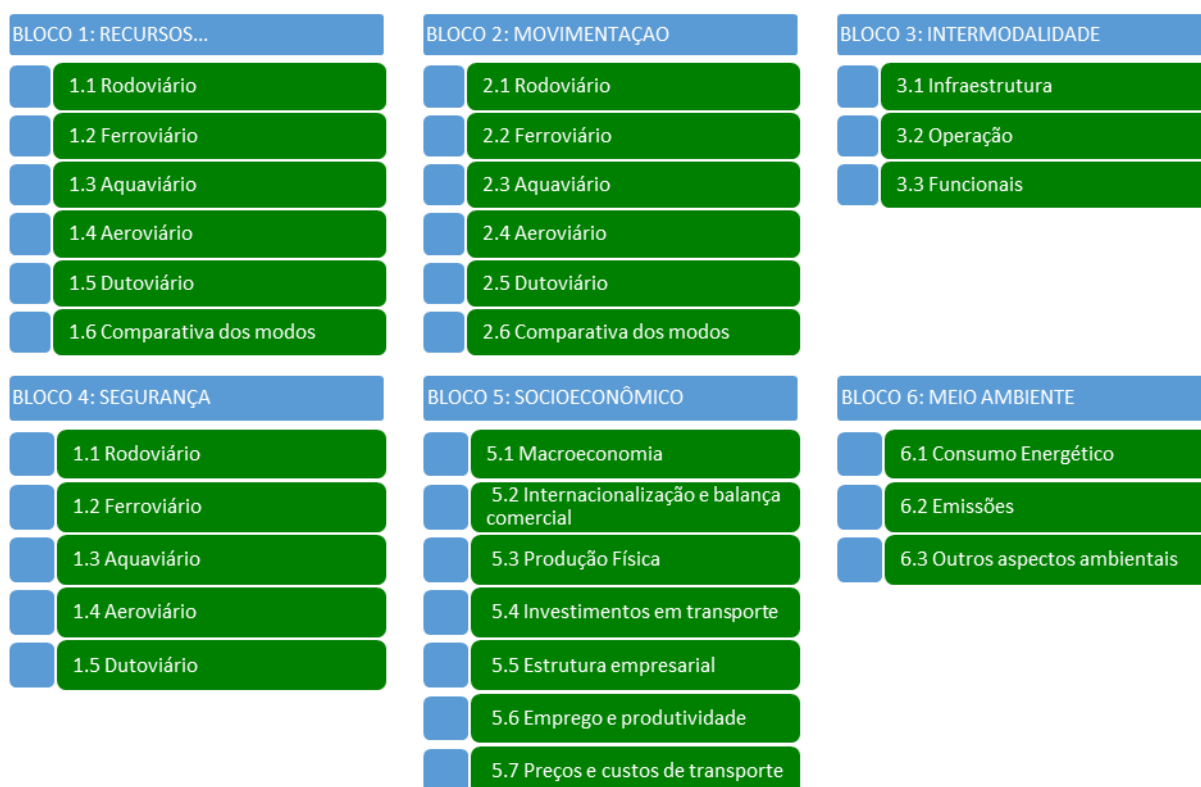 BLOCO 1: RECURSOS...
1.1 Rodoviário
1.2 Ferroviário
1.3 Aquaviário
1.4 Aeroviário
1.5 Dutoviário
1.6 Comparativa dos modos
BLOCO 2: MOVIMENTAÇAO
2.1 Rodoviário
2.2 Ferroviário
2.3 Aquaviário
2.4 Aeroviário
2.5 Dutoviário
2.6 Comparativa dos modos
BLOCO 3: INTERMODALIDADE
3.1 Infraestrutura
3.2 Operação
3.3 Funcionais
BLOCO 4: SEGURANÇA
1.1 Rodoviário
1.2 Ferroviário
1.3 Aquaviário
1.4 Aeroviário
1.5 Dutoviário
BLOCO 5: SOCIOECONÔMICO
5.1 Macroeconomia
5.2 Internacionalização e balança
comercial
5.3 Produção Física
5.4 Investimentos em transporte
5.5 Estrutura empresarial
5.6 Emprego e produtividade
5.7 Preços e custos de transporte
BLOCO 6: MEIO AMBIENTE
6.1 Consumo Energético
6.2 Emissões
6.3 Outros aspectos ambientais